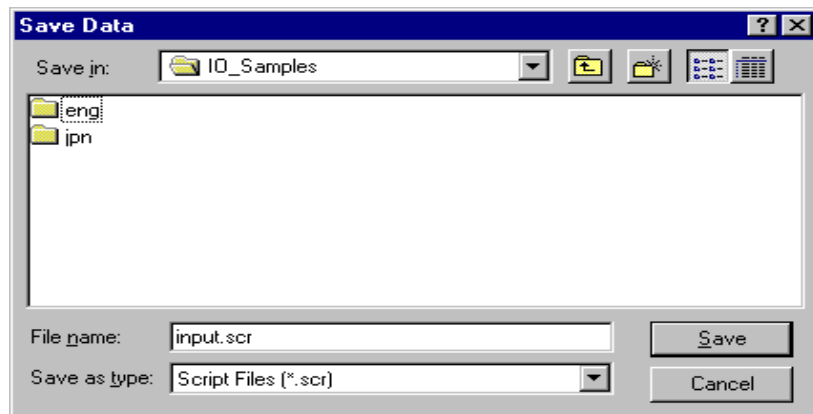 Save Data
Save in: IO_Samples
eng
jpn
File name: input.scr
Save
Save as type: Script Files (*.scr)
Cancel